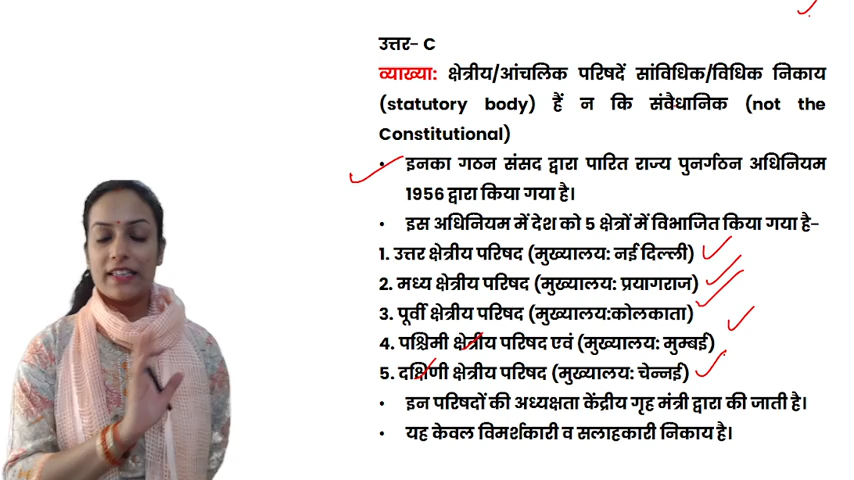 उत्तर- C
व्याख्या: क्षेत्रीय/आंचलिक परिषदें सांविधिक/विधिक निकाय
(statutory body) हैं न कि संवैधानिक (not the
Constitutional)
• इनका गठन संसद द्वारा पारित राज्य पुनर्गठन अधिनियम
1956 द्वारा किया गया है।
• इस अधिनियम में देश को 5 क्षेत्रों में विभाजित किया गया है-
1. उत्तर क्षेत्रीय परिषद (मुख्यालय: नई दिल्ली)
2. मध्य क्षेत्रीय परिषद (मुख्यालय: प्रयागराज)
3. पूर्वी क्षेत्रीय परिषद (मुख्यालय:कोलकाता)
4. पश्चिमी क्षेत्रीय परिषद एवं (मुख्यालय: मुम्बई)
5. दक्षिणी क्षेत्रीय परिषद (मुख्यालय: चेन्नई)
• इन परिषदों की अध्यक्षता केंद्रीय गृह मंत्री द्वारा की जाती है।
• यह केवल विमर्शकारी व सलाहकारी निकाय है।